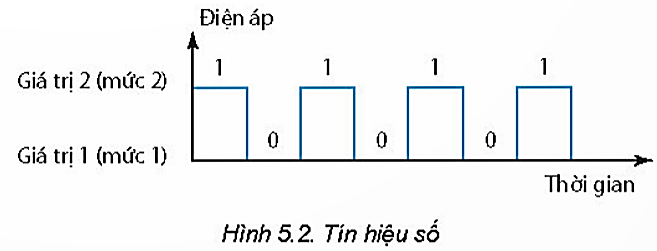 Điện áp
1 1 1 1
Giá trị 2 (mức 2)
0 0 0
Giá trị 1 (mức 1)
Thời gian
Hình 5.2. Tín hiệu số